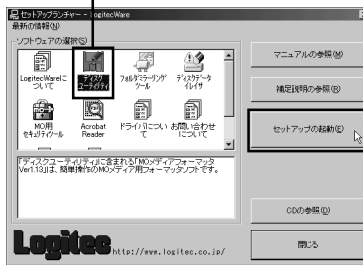 セットアップランチャー - LogitecWare
最新の情報(N)
ソフトウェアの選択(S)
LogitecWareに
ついて
ディスク
ユーティリティ
フォルダミラーリング
ツール
ディスクデータ
イレイサ
MO用
セキュリティツール
Acrobat
Reader
ドライバについ
て
お問い合わせ
について
「ディスクユーティリティ」に含まれる「MOメディアフォーマッタ
Ver1.13」は、簡単操作のMOメディア用フォーマッタソフトです。
マニュアルの参照(M)
補足説明の参照(R)
セットアップの起動(E)
CDの参照(D)
閉じる
Logitec
http://www.logitec.co.jp/